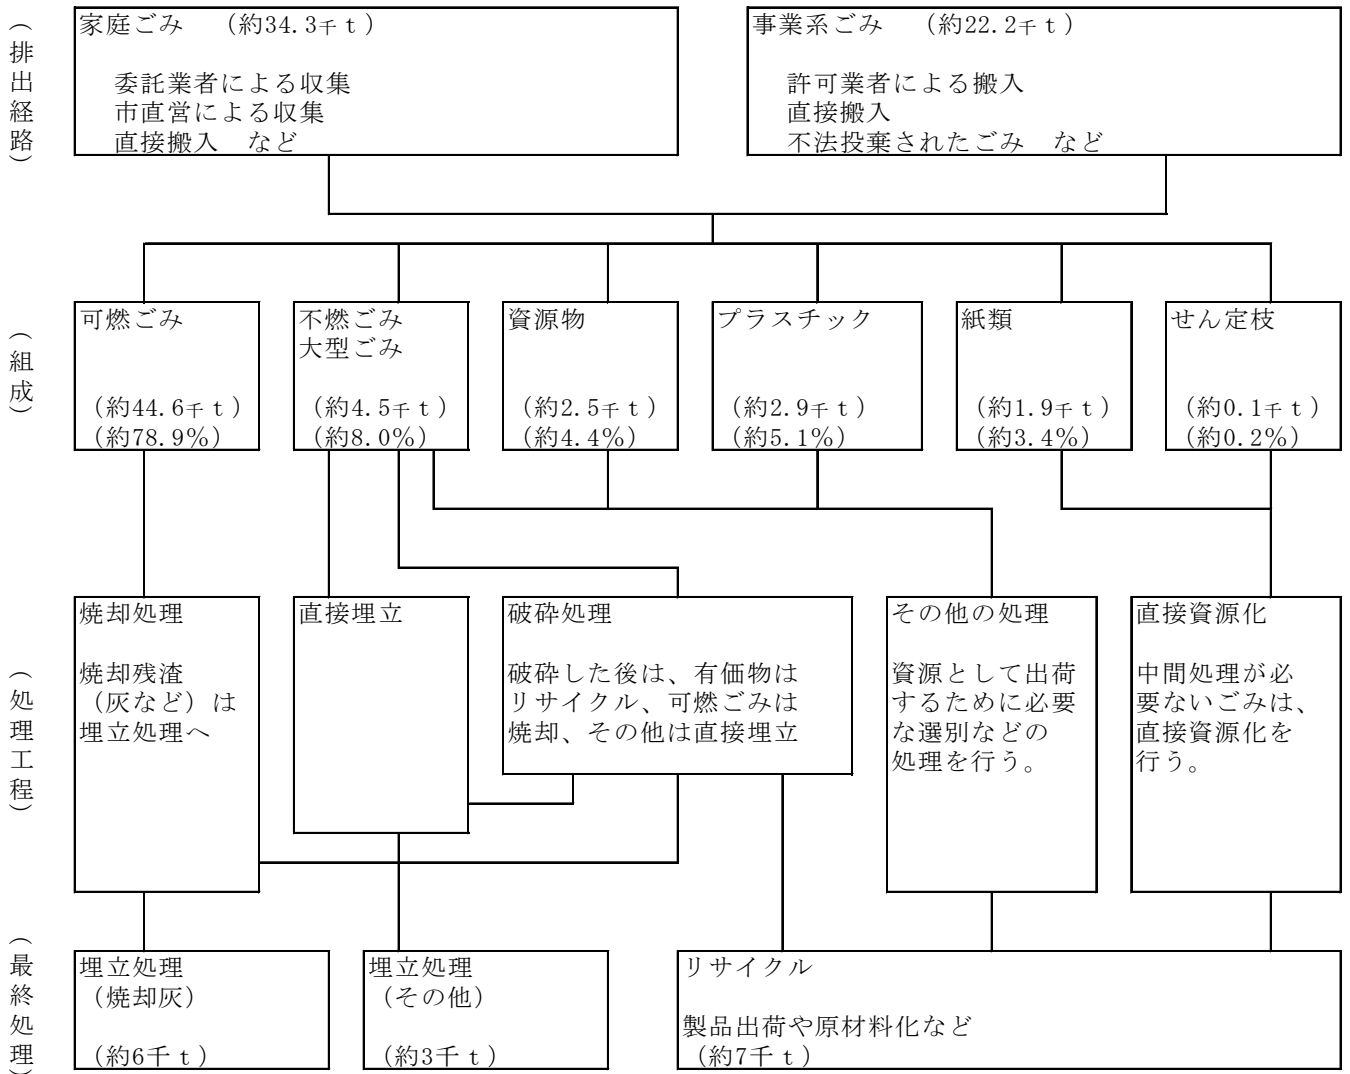 （排出経路）
家庭ごみ　（約34.3千ｔ）
委託業者による収集
市直営による収集
直接搬入　など
事業系ごみ　（約22.2千ｔ）
許可業者による搬入
直接搬入
不法投棄されたごみ　など
（組成）
可燃ごみ
（約44.6千ｔ）
（約78.9%）
不燃ごみ
大型ごみ
（約4.5千ｔ）
（約8.0%）
資源物
（約2.5千ｔ）
（約4.4%）
プラスチック
（約2.9千ｔ）
（約5.1%）
紙類
（約1.9千ｔ）
（約3.4%）
せん定枝
（約0.1千ｔ）
（約0.2%）
（処理工程）
焼却処理
焼却残渣
（灰など）は
埋立処理へ
直接埋立
破砕処理
破砕した後は、有価物は
リサイクル、可燃ごみは
焼却、その他は直接埋立
その他の処理
資源として出荷
するために必要
な選別などの
処理を行う。
直接資源化
中間処理が必
要ないごみは、
直接資源化を
行う。
（最終処理）
埋立処理
（焼却灰）
（約6千ｔ）
埋立処理
（その他）
（約3千ｔ）
リサイクル
製品出荷や原材料化など
（約7千ｔ）